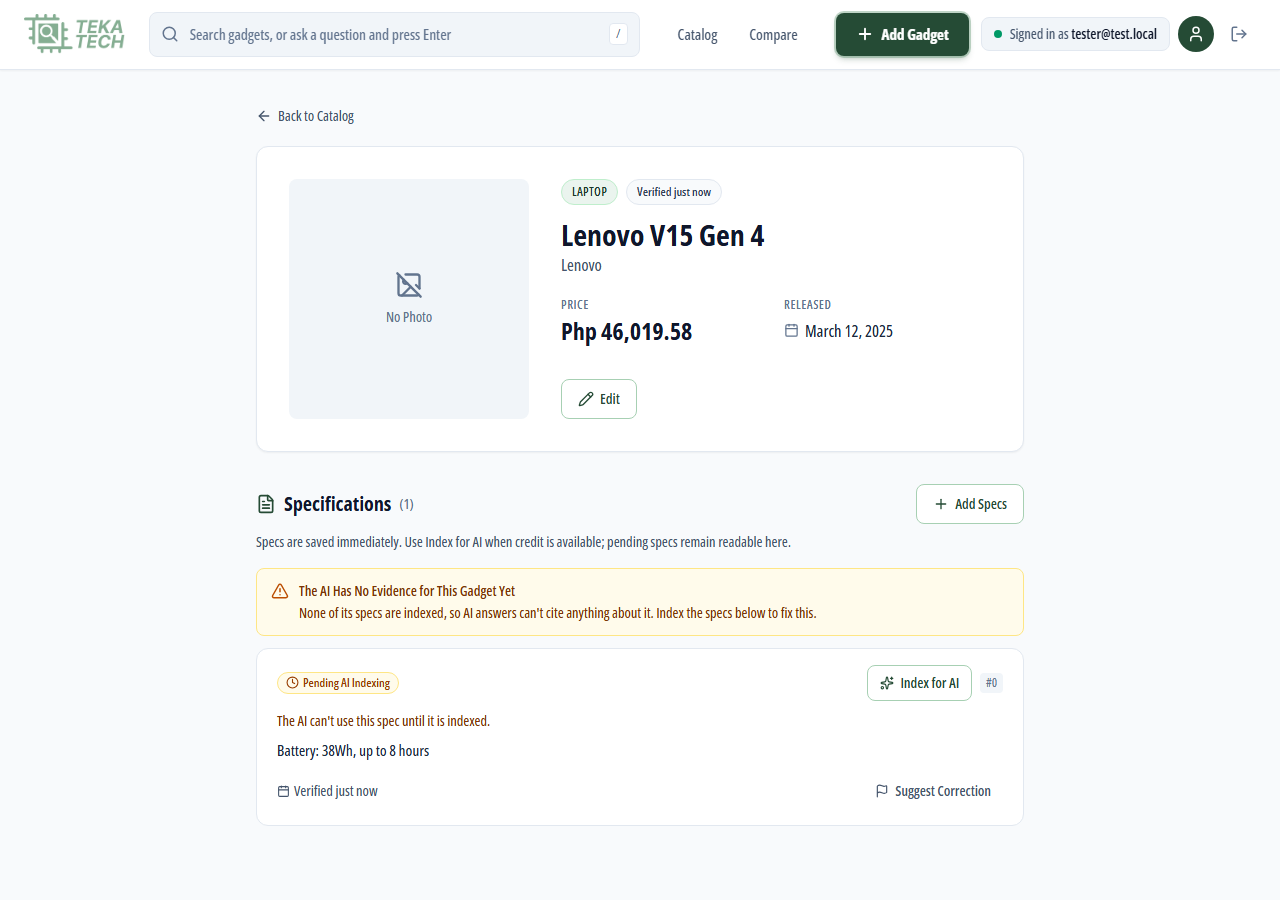 TEKA
TECH
Search gadgets, or ask a question and press Enter
/
Catalog
Compare
Add Gadget
Signed in as tester@test.local
Back to Catalog
No Photo
LAPTOP
Verified just now
Lenovo V15 Gen 4
Lenovo
PRICE
RELEASED
Php 46,019.58
March 12, 2025
Edit
Specifications (1)
Add Specs
Specs are saved immediately. Use Index for AI when credit is available; pending specs remain readable here.
The AI Has No Evidence for This Gadget Yet
None of its specs are indexed, so AI answers can't cite anything about it. Index the specs below to fix this.
Pending AI Indexing
Index for AI
#0
The AI can't use this spec until it is indexed.
Battery: 38Wh, up to 8 hours
Verified just now
Suggest Correction